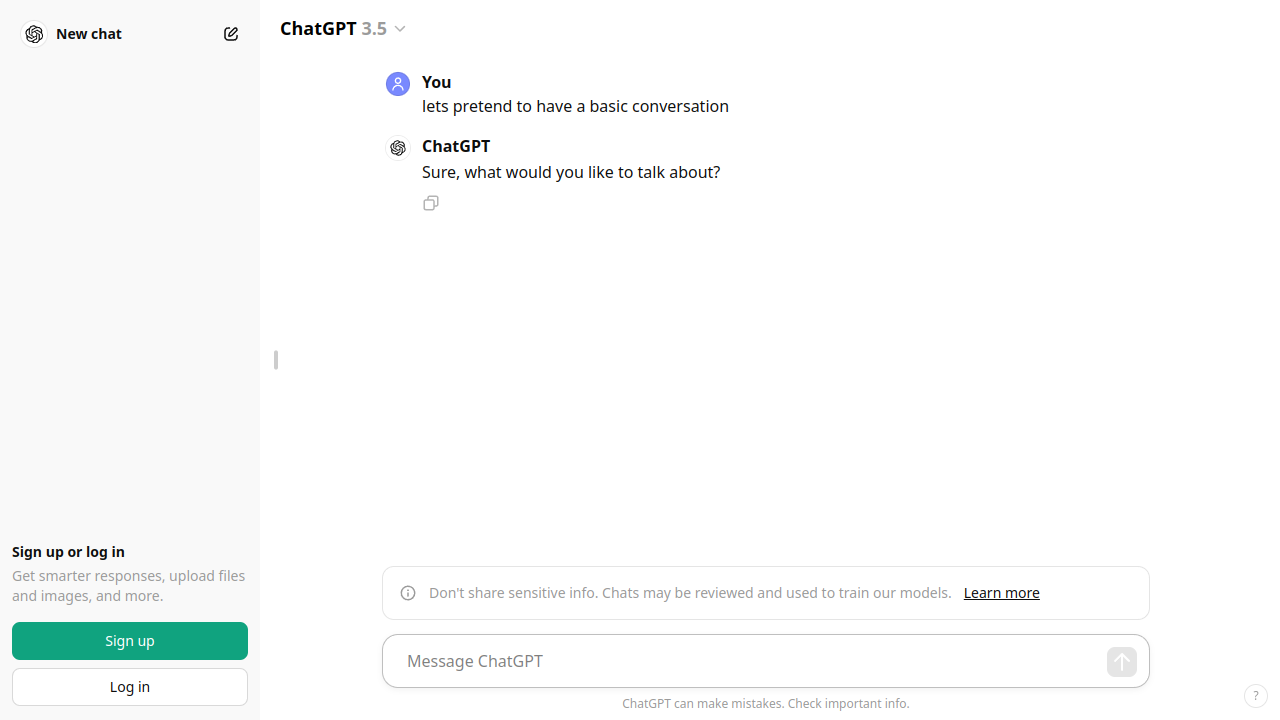 New chat
ChatGPT 3.5
You
lets pretend to have a basic conversation
ChatGPT
Sure, what would you like to talk about?
Sign up or log in
Get smarter responses, upload files
and images, and more.
Sign up
Log in
Don't share sensitive info. Chats may be reviewed and used to train our models. Learn more
Message ChatGPT
ChatGPT can make mistakes. Check important info.
?